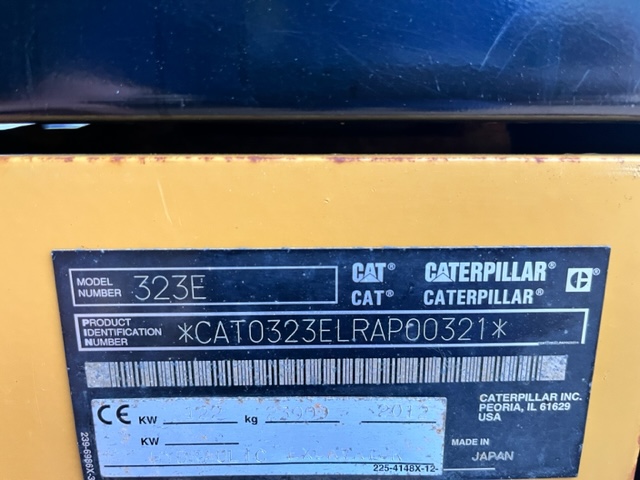 MODEL NUMBER 323E
CAT® CATERPILLAR®
CAT® CATERPILLAR®
PRODUCT IDENTIFICATION NUMBER *CAT0323ELRAP00321*
CATERPILLAR INC.
PEORIA, IL 61629
USA
CE KW kg
KW
MADE IN JAPAN
225-4148X-12-